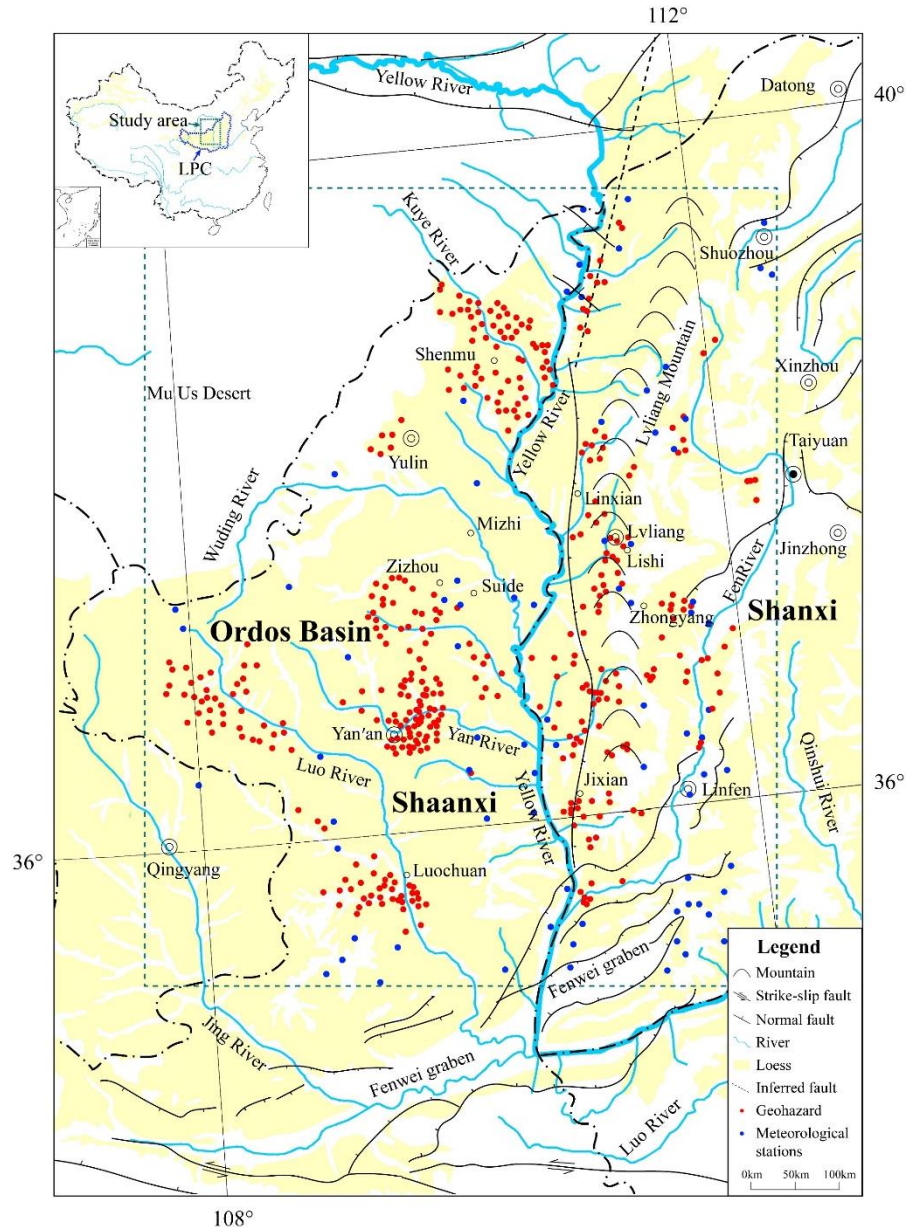 112°
Yellow River
Datong
40°
Study area
LPC
Kuye River
Shuozhou
Shenmu
Lvliang Mountain
Xinzhou
Mu Us Desert
Yellow River
Taiyuan
Yulin
Wuding River
Linxian
Mizhi
Lvliang
Jinzhong
Lishi
Zizhou
Suide
FenRiver
Zhongyang
Shanxi
Ordos Basin
Yan'an
Yan River
Luo River
Qinshui River
Yellow River
Jixian
Linfen
36°
Shaanxi
36°
Qingyang
Luochuan
Fenwei graben
Jing River
Fenwei graben
Luo River
Legend
Mountain
Strike-slip fault
Normal fault
River
Loess
Inferred fault
Geohazard
Meteorological
stations
0km 50km 100km
108°